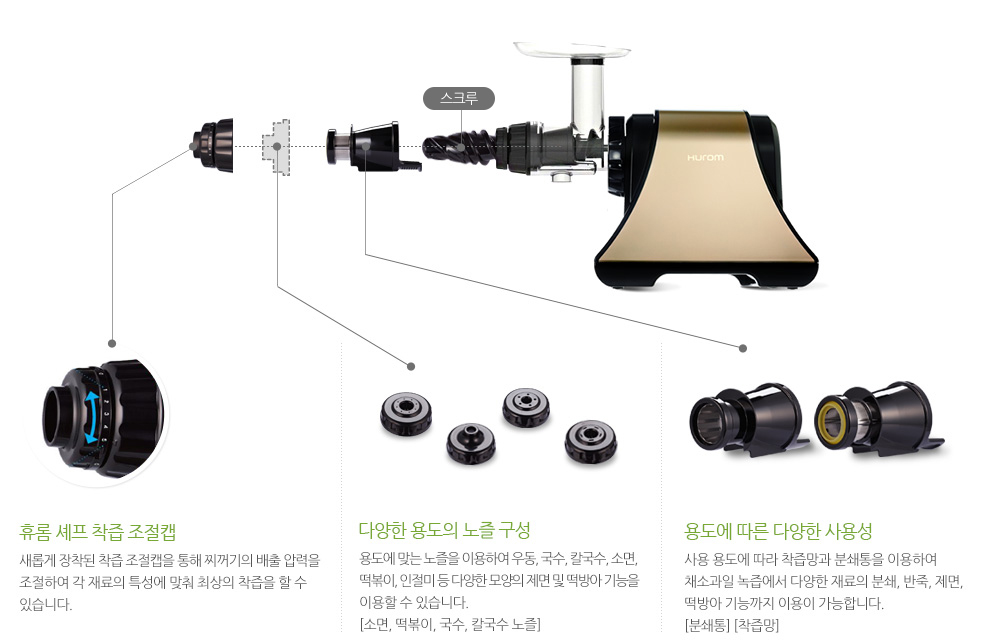 스크루
HUROM
휴롬 셰프 착즙 조절캡
새롭게 장착된 착즙 조절캡을 통해 찌꺼기의 배출 압력을
조절하여 각 재료의 특성에 맞춰 최상의 착즙을 할 수
있습니다.
다양한 용도의 노즐 구성
용도에 맞는 노즐을 이용하여 우동, 국수, 칼국수, 소면,
떡볶이, 인절미 등 다양한 모양의 제면 및 떡방아 기능을
이용할 수 있습니다.
[소면, 떡볶이, 국수, 칼국수 노즐]
용도에 따른 다양한 사용성
사용 용도에 따라 착즙망과 분쇄통을 이용하여
채소과일 녹즙에서 다양한 재료의 분쇄, 반죽, 제면,
떡방아 기능까지 이용이 가능합니다.
[분쇄통] [착즙망]